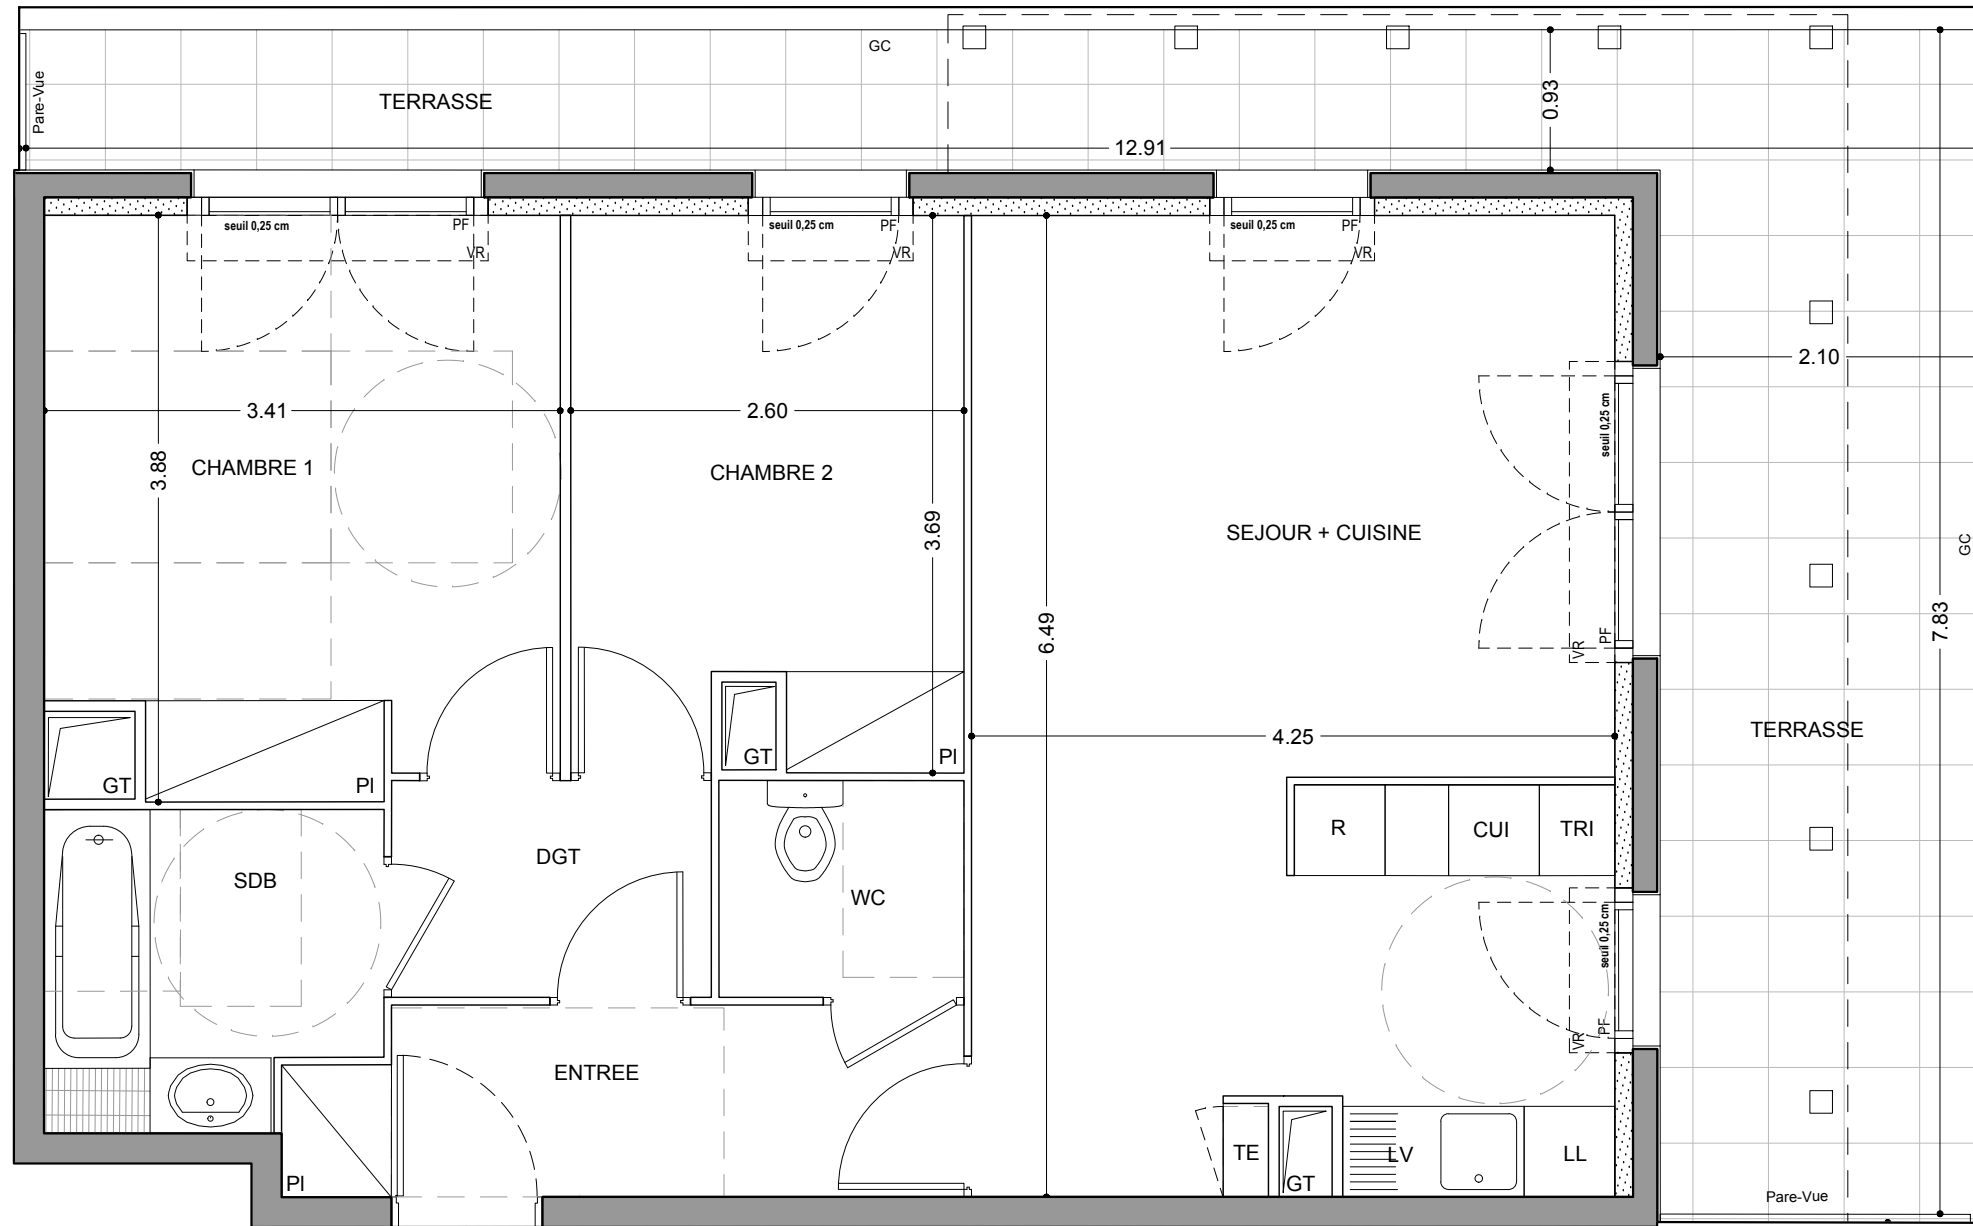 GC
Pare-Vue
TERRASSE
0.93
12.91
seuil 0,25 cm
PF
VR
seuil 0,25 cm
PF
VR
seuil 0,25 cm
PF
VR
2.10
3.41
2.60
seuil 0,25 cm
3.88
CHAMBRE 1
CHAMBRE 2
3.69
SEJOUR + CUISINE
GC
6.49
7.83
VR
PF
4.25
TERRASSE
GT
PI
GT
PI
R
CUI
TRI
DGT
SDB
WC
seuil 0,25 cm
VR
PF
ENTREE
PI
TE
GT
LV
LL
Pare-Vue